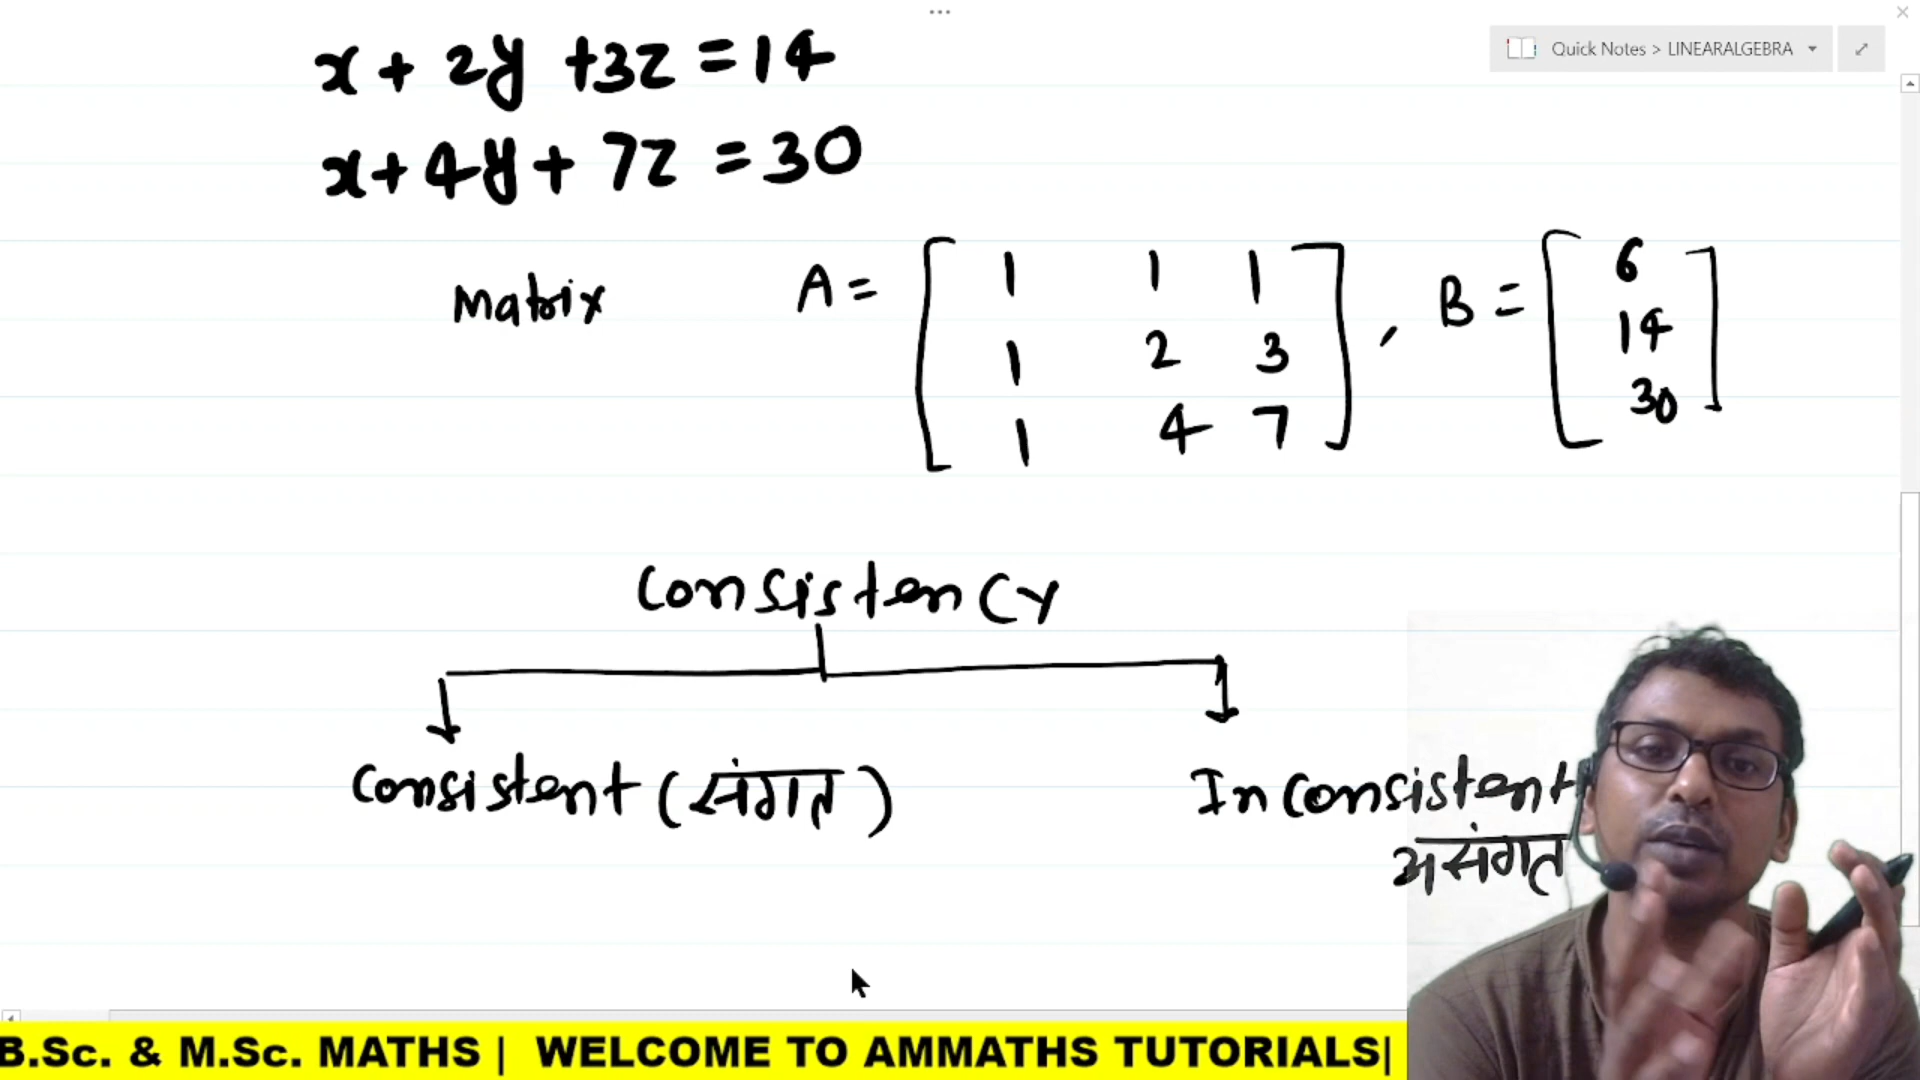 ...
Quick Notes > LINEARALGEBRA
x + 2y + 3z = 14
x + 4y + 7z = 30
Matrix A = [ 1 1 1
1 2 3
1 4 7 ] , B = [ 6
14
30 ]
Consistency
Consistent (संगत) InConsistent
असंगत
B.Sc. & M.Sc. MATHS | WELCOME TO AMMATHS TUTORIALS|